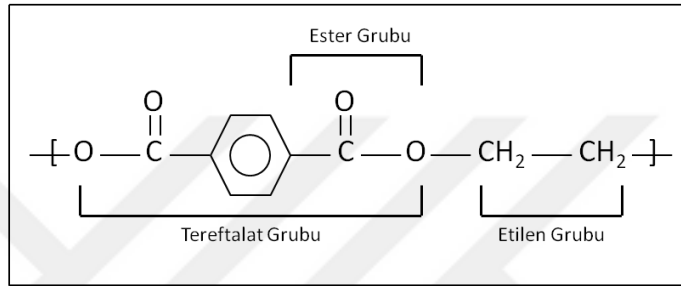 Ester Grubu
O O
[ O C C O CH₂ CH₂ ]
Tereftalat Grubu Etilen Grubu